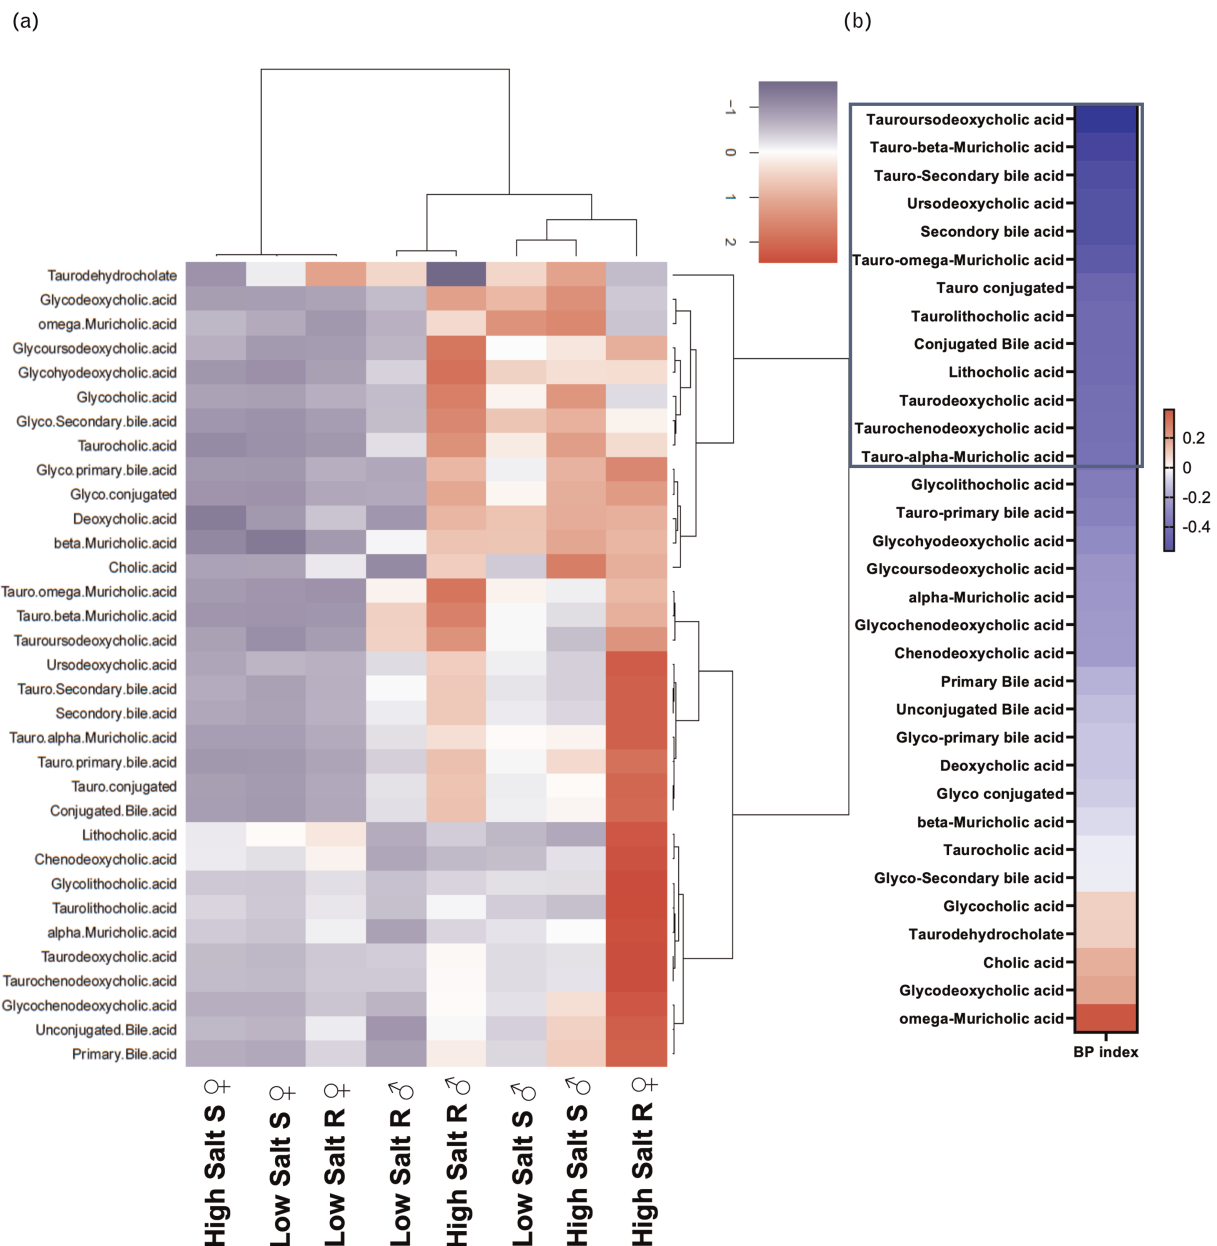 (a)
(b)
-1
0
1
2
Taurodehydrocholate
Glycodeoxycholic.acid
omega.Muricholic.acid
Glycoursodeoxycholic.acid
Glycohyodeoxycholic.acid
Glycocholic.acid
Glyco.Secondary.bile.acid
Taurocholic.acid
Glyco.primary.bile.acid
Glyco.conjugated
Deoxycholic.acid
beta.Muricholic.acid
Cholic.acid
Tauro.omega.Muricholic.acid
Tauro.beta.Muricholic.acid
Tauroursodeoxycholic.acid
Ursodeoxycholic.acid
Tauro.Secondary.bile.acid
Secondory.bile.acid
Tauro.alpha.Muricholic.acid
Tauro.primary.bile.acid
Tauro.conjugated
Conjugated.Bile.acid
Lithocholic.acid
Chenodeoxycholic.acid
Glycolithocholic.acid
Taurolithocholic.acid
alpha.Muricholic.acid
Taurodeoxycholic.acid
Taurochenodeoxycholic.acid
Glycochenodeoxycholic.acid
Unconjugated.Bile.acid
Primary.Bile.acid
High Salt S ♀
Low Salt S ♀
Low Salt R ♀
Low Salt R ♂
High Salt R ♂
Low Salt S ♂
High Salt S ♂
High Salt R ♀
Tauroursodeoxycholic acid
Tauro-beta-Muricholic acid
Tauro-Secondary bile acid
Ursodeoxycholic acid
Secondory bile acid
Tauro-omega-Muricholic acid
Tauro conjugated
Taurolithocholic acid
Conjugated Bile acid
Lithocholic acid
Taurodeoxycholic acid
Taurochenodeoxycholic acid
Tauro-alpha-Muricholic acid
Glycolithocholic acid
Tauro-primary bile acid
Glycohyodeoxycholic acid
Glycoursodeoxycholic acid
alpha-Muricholic acid
Glycochenodeoxycholic acid
Chenodeoxycholic acid
Primary Bile acid
Unconjugated Bile acid
Glyco-primary bile acid
Deoxycholic acid
Glyco conjugated
beta-Muricholic acid
Taurocholic acid
Glyco-Secondary bile acid
Glycocholic acid
Taurodehydrocholate
Cholic acid
Glycodeoxycholic acid
omega-Muricholic acid
BP index
0.2
0
-0.2
-0.4